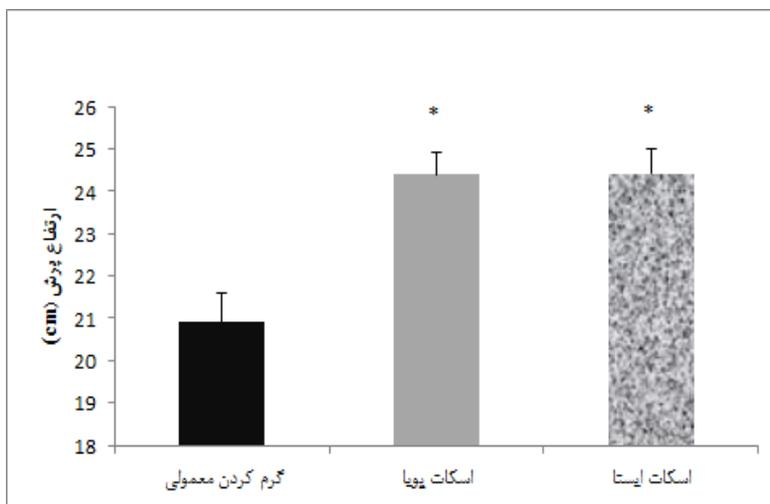 * *
26
25
24
23
22
21
20
19
18
ارتفاع پرش (cm)
گرم کردن معمولی
اسکات پویا
اسکات ایستا